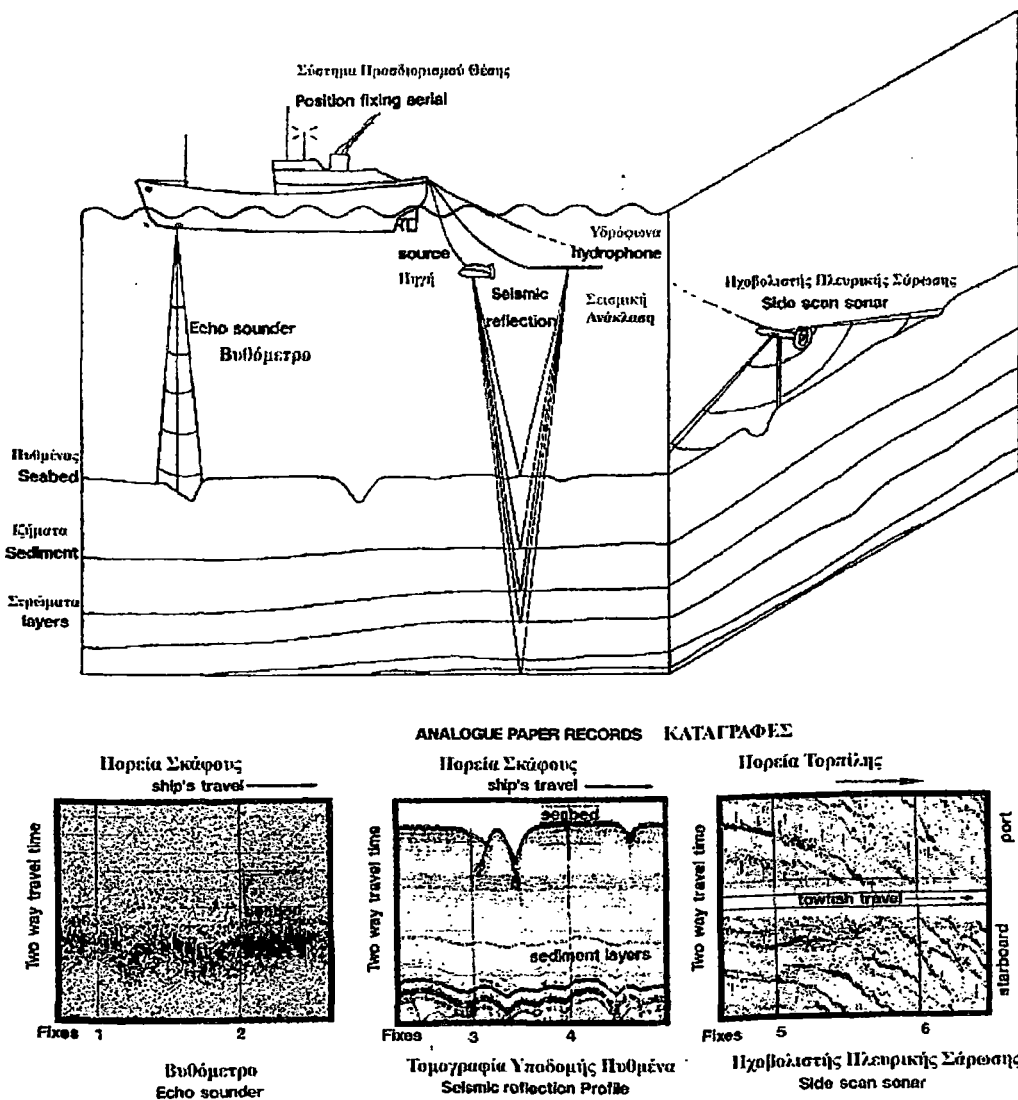 Σύστημα Προσδιορισμού Θέσης
Position fixing aerial
source
Πηγή
Υδρόφωνα
hydrophone
Seismic
reflection
Σεισμική
Ανάκλαση
Ηχοβολιστής Πλευρικής Σάρωσης
Side scan sonar
Echo sounder
Βυθόμετρο
Πυθμένας
Seabed
Ιζήματα
Sediment
Στρώματα
layers
ANALOGUE PAPER RECORDS ΚΑΤΑΓΡΑΦΕΣ
Πορεία Σκάφους
ship's travel
Two way travel time
seabed
Fixes 1 2
Βυθόμετρο
Echo sounder
Πορεία Σκάφους
ship's travel
Two way travel time
seabed
sediment layers
Fixes 3 4
Τομογραφία Υποδομής Πυθμένα
Seismic reflection Profile
Πορεία Τορπίλης
Two way travel time
port
towfish travel
starboard
Fixes 5 6
Ηχοβολιστής Πλευρικής Σάρωσης
Side scan sonar